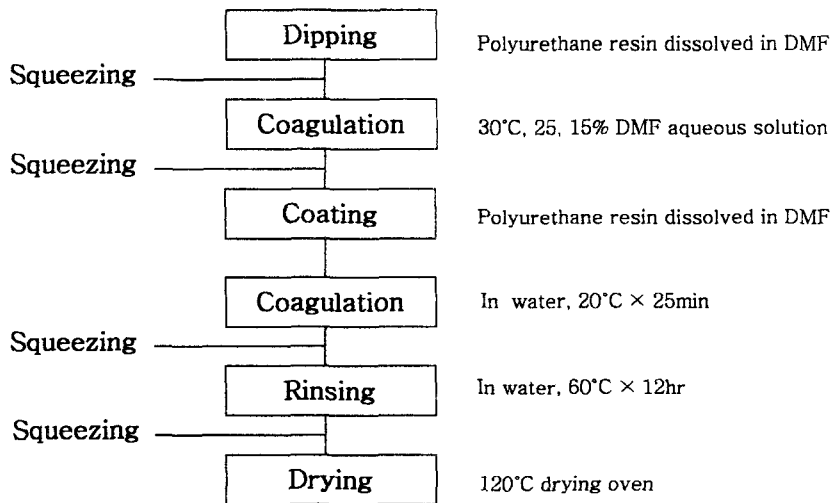 Dipping Polyurethane resin dissolved in DMF
Squeezing
Coagulation 30°C, 25, 15% DMF aqueous solution
Squeezing
Coating Polyurethane resin dissolved in DMF
Coagulation In water, 20°C × 25min
Squeezing
Rinsing In water, 60°C × 12hr
Squeezing
Drying 120°C drying oven